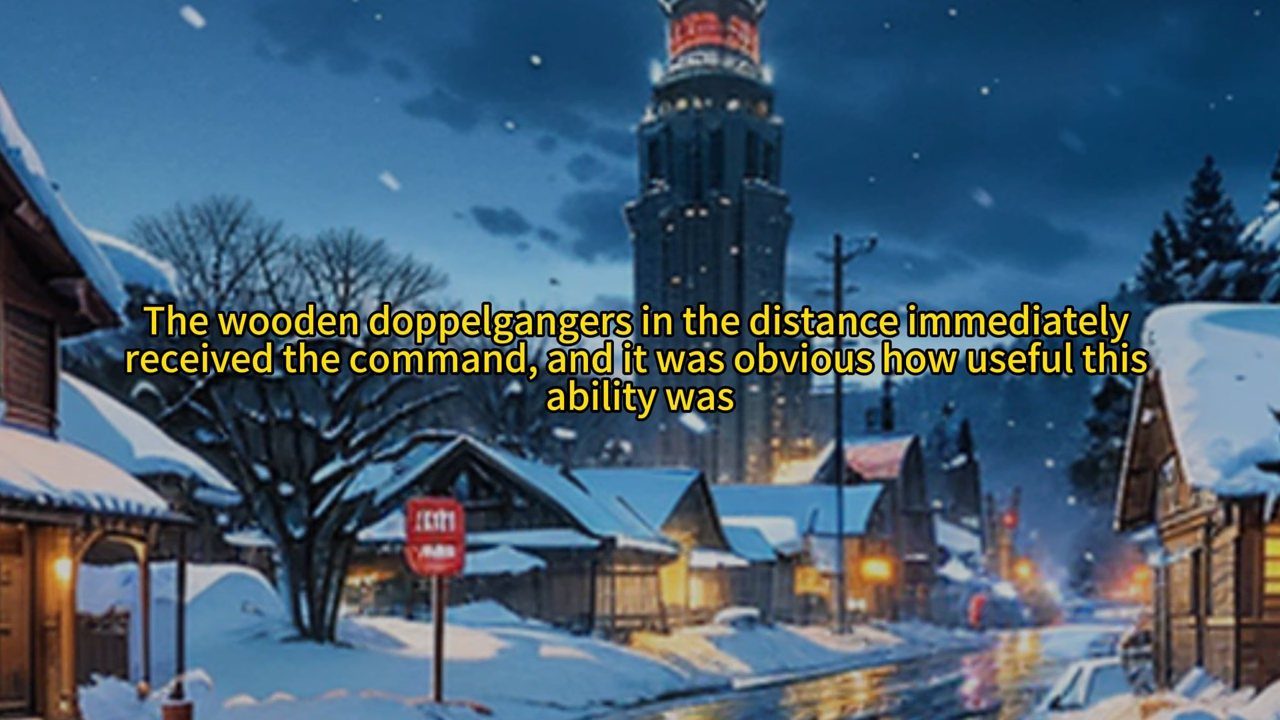 The wooden doppelgangers in the distance immediately
received the command, and it was obvious how useful this
ability was